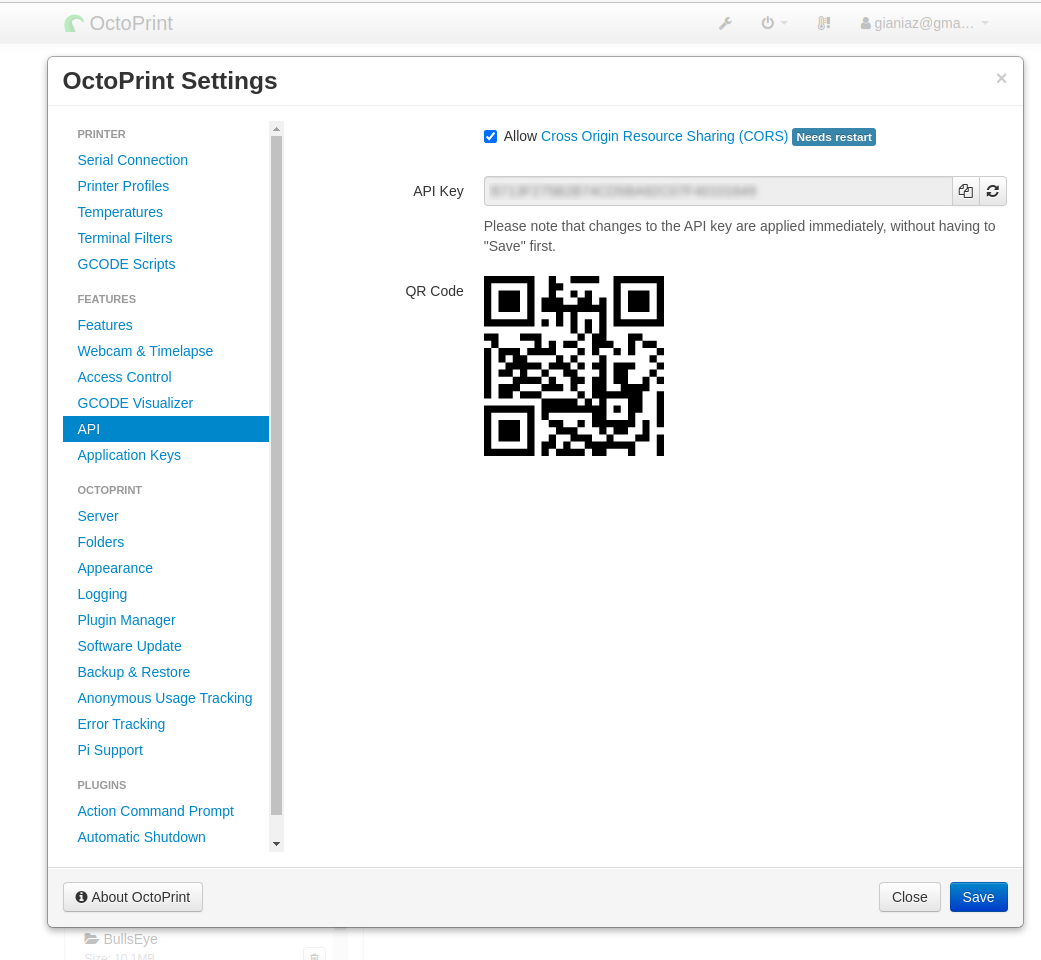 OctoPrint
gianiaz@gma...
OctoPrint Settings
×
PRINTER
Serial Connection
Printer Profiles
Temperatures
Terminal Filters
GCODE Scripts
FEATURES
Features
Webcam & Timelapse
Access Control
GCODE Visualizer
API
Application Keys
OCTOPRINT
Server
Folders
Appearance
Logging
Plugin Manager
Software Update
Backup & Restore
Anonymous Usage Tracking
Error Tracking
Pi Support
PLUGINS
Action Command Prompt
Automatic Shutdown
Allow Cross Origin Resource Sharing (CORS) Needs restart
API Key
Please note that changes to the API key are applied immediately, without having to
"Save" first.
QR Code
About OctoPrint
Close
Save
BullsEye
Size: 10.1MB